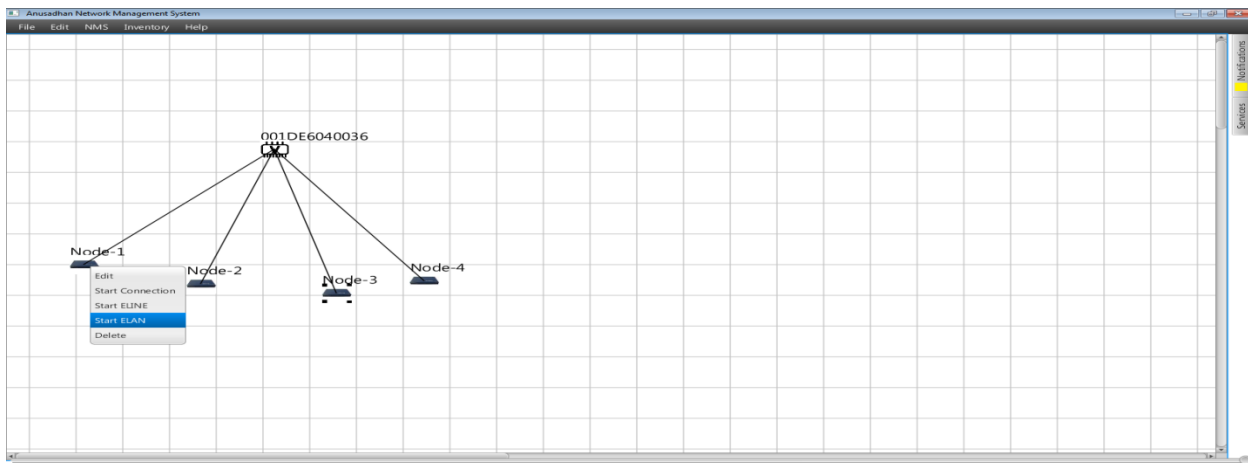 Anusadhan Network Management System
File Edit NMS Inventory Help
Notifications
Services
001DE6040036
Node-1
Node-2
Node-3
Node-4
Edit
Start Connection
Start ELINE
Start ELAN
Delete